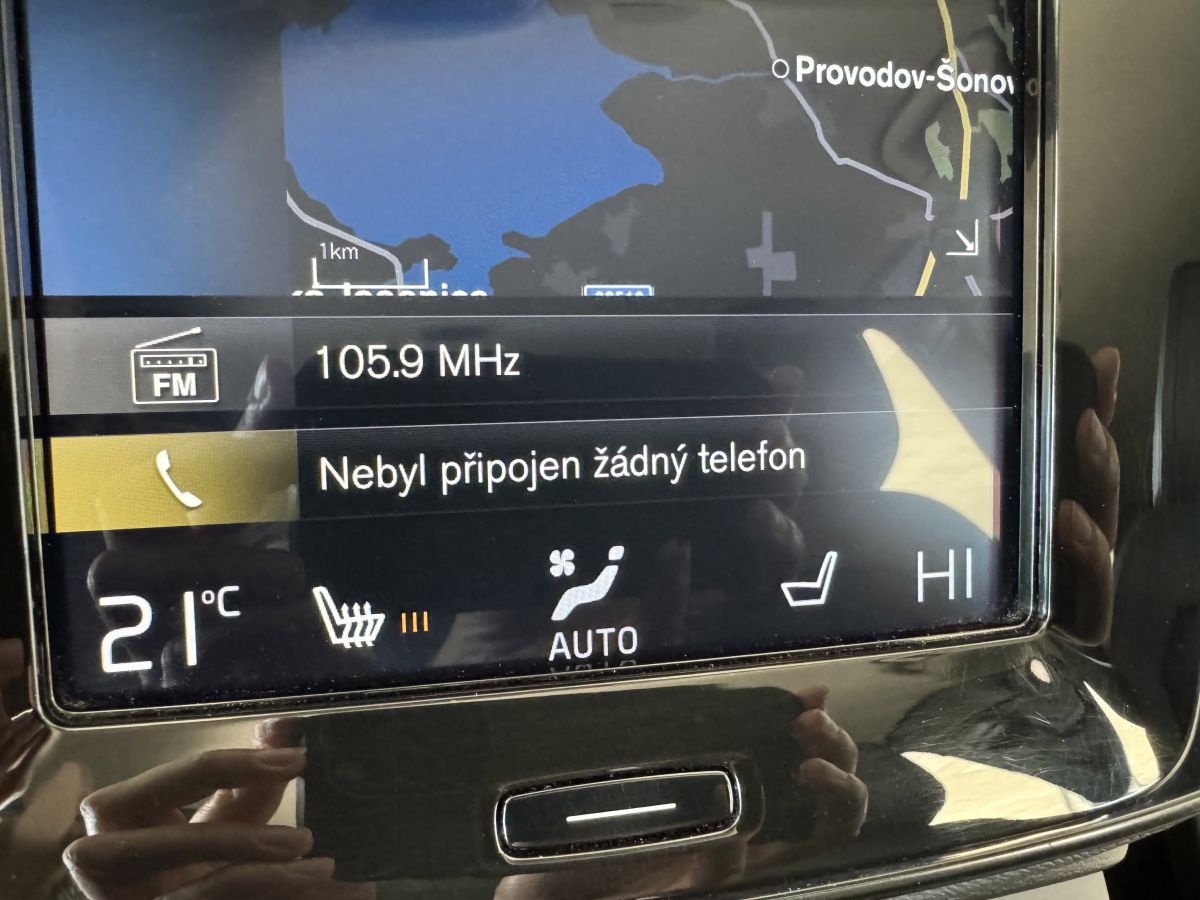 Provodov-Šonov
1km
FM
105.9 MHz
Nebyl připojen žádný telefon
21°C
AUTO
HI